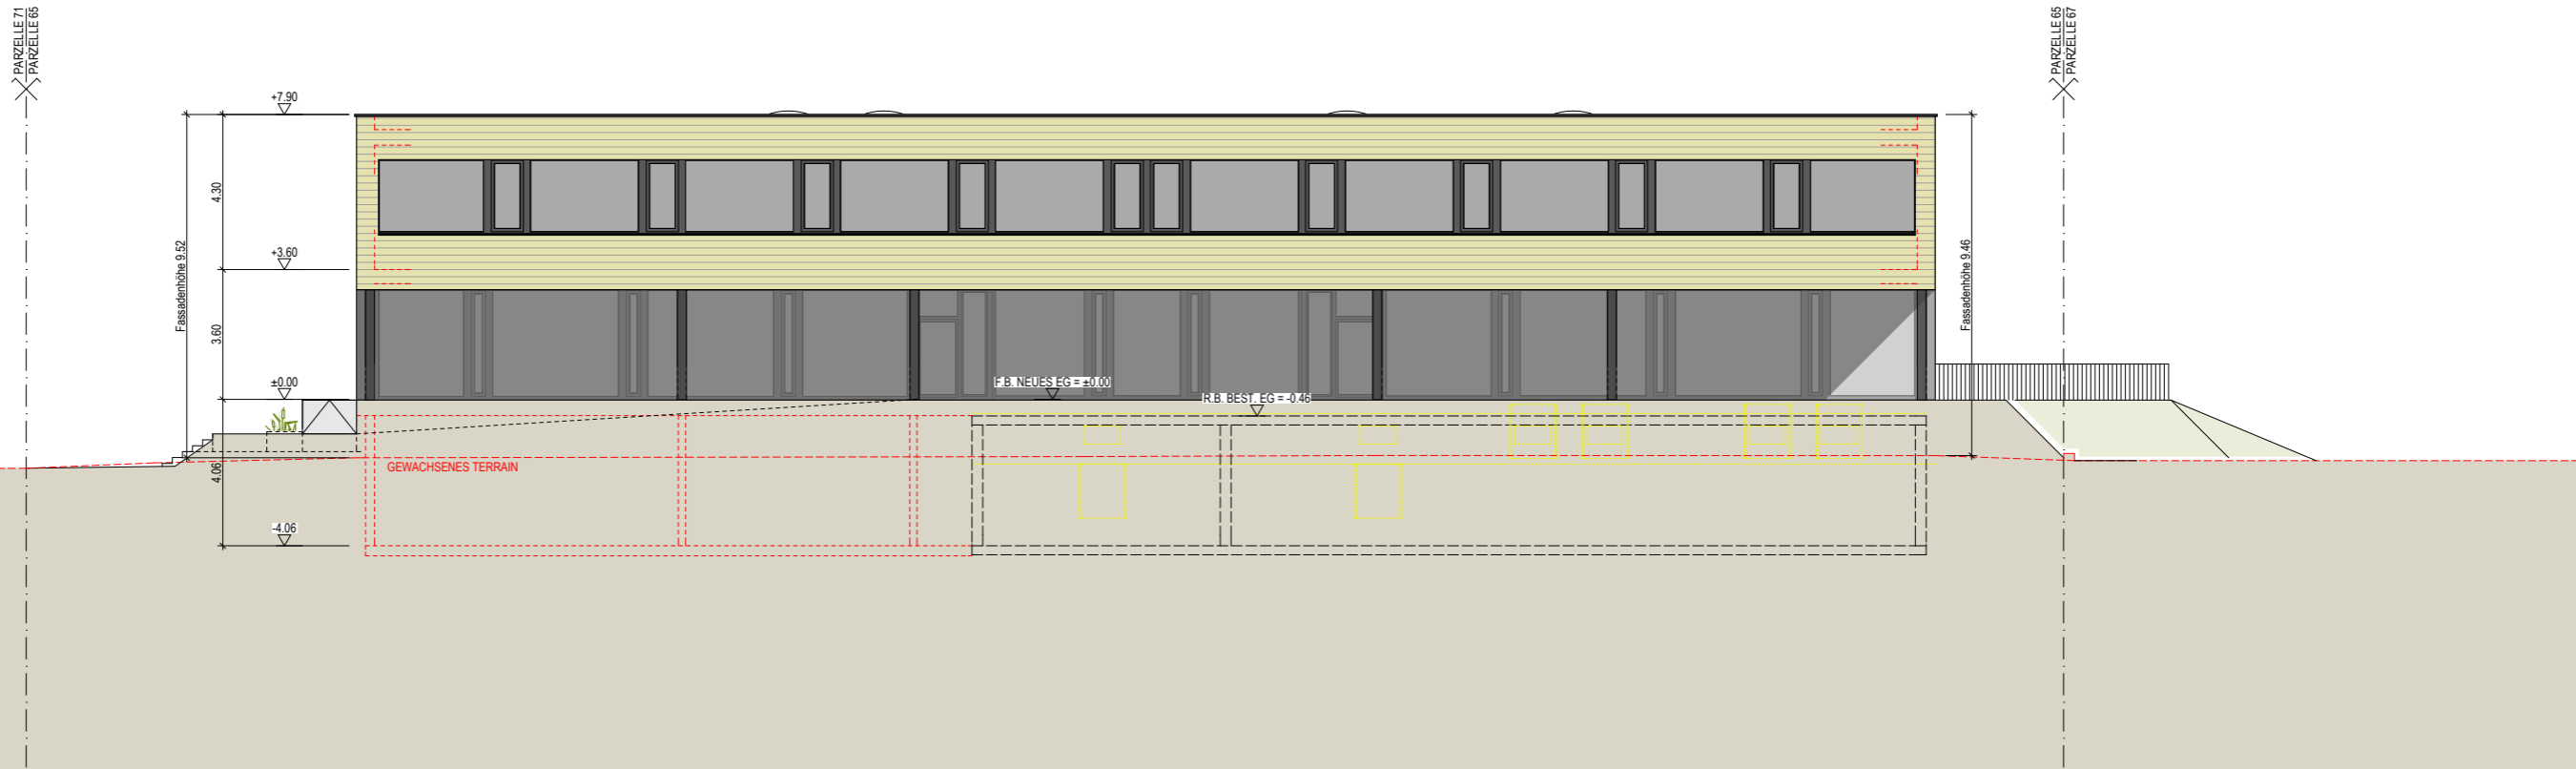 PARZELLE 71
PARZELLE 65
PARZELLE 65
PARZELLE 67
+7.90
4.30
Fassadenhöhe 9.52
+3.60
3.60
±0.00
4.06
-4.06
F.B. NEUES EG = ±0.00
R.B. BEST. EG = -0.46
GEWACHSENES TERRAIN
Fassadenhöhe 9.46